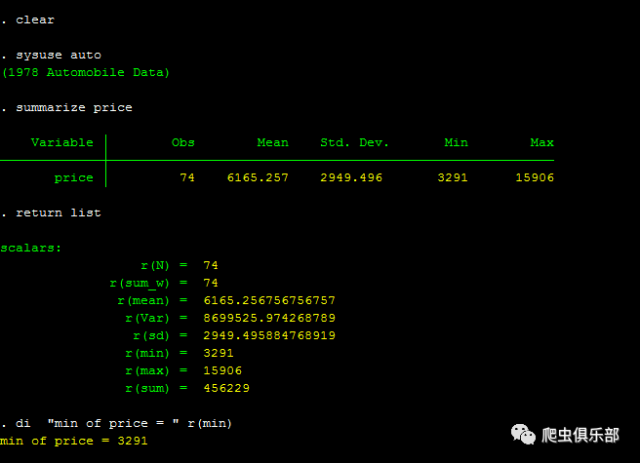 . clear
. sysuse auto
(1978 Automobile Data)
. summarize price
Variable Obs Mean Std. Dev. Min Max
price 74 6165.257 2949.496 3291 15906
. return list
scalars:
r(N) = 74
r(sum_w) = 74
r(mean) = 6165.256756756757
r(Var) = 8699525.974268789
r(sd) = 2949.495884768919
r(min) = 3291
r(max) = 15906
r(sum) = 456229
. di  "min of price = " r(min)
min of price = 3291
爬虫俱乐部